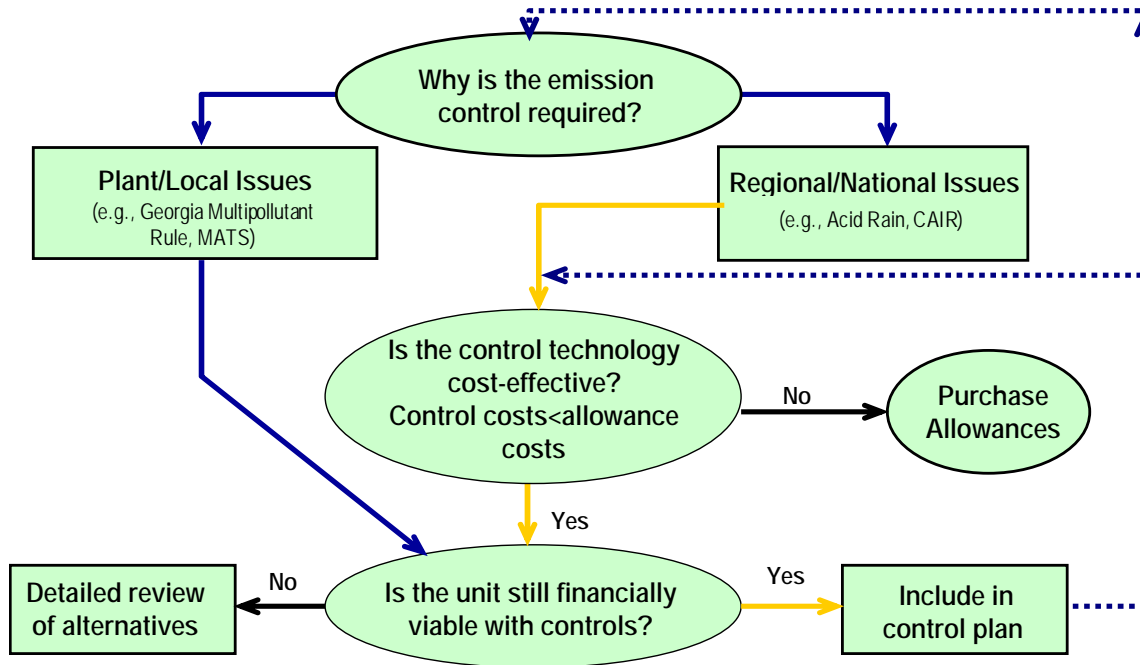 Why is the emission
control required?
Plant/Local Issues
(e.g., Georgia Multipollutant
Rule, MATS)
Regional/National Issues
(e.g., Acid Rain, CAIR)
Is the control technology
cost-effective?
Control costs<allowance
costs
No
Purchase
Allowances
Yes
Detailed review
of alternatives
No
Is the unit still financially
viable with controls?
Yes
Include in
control plan